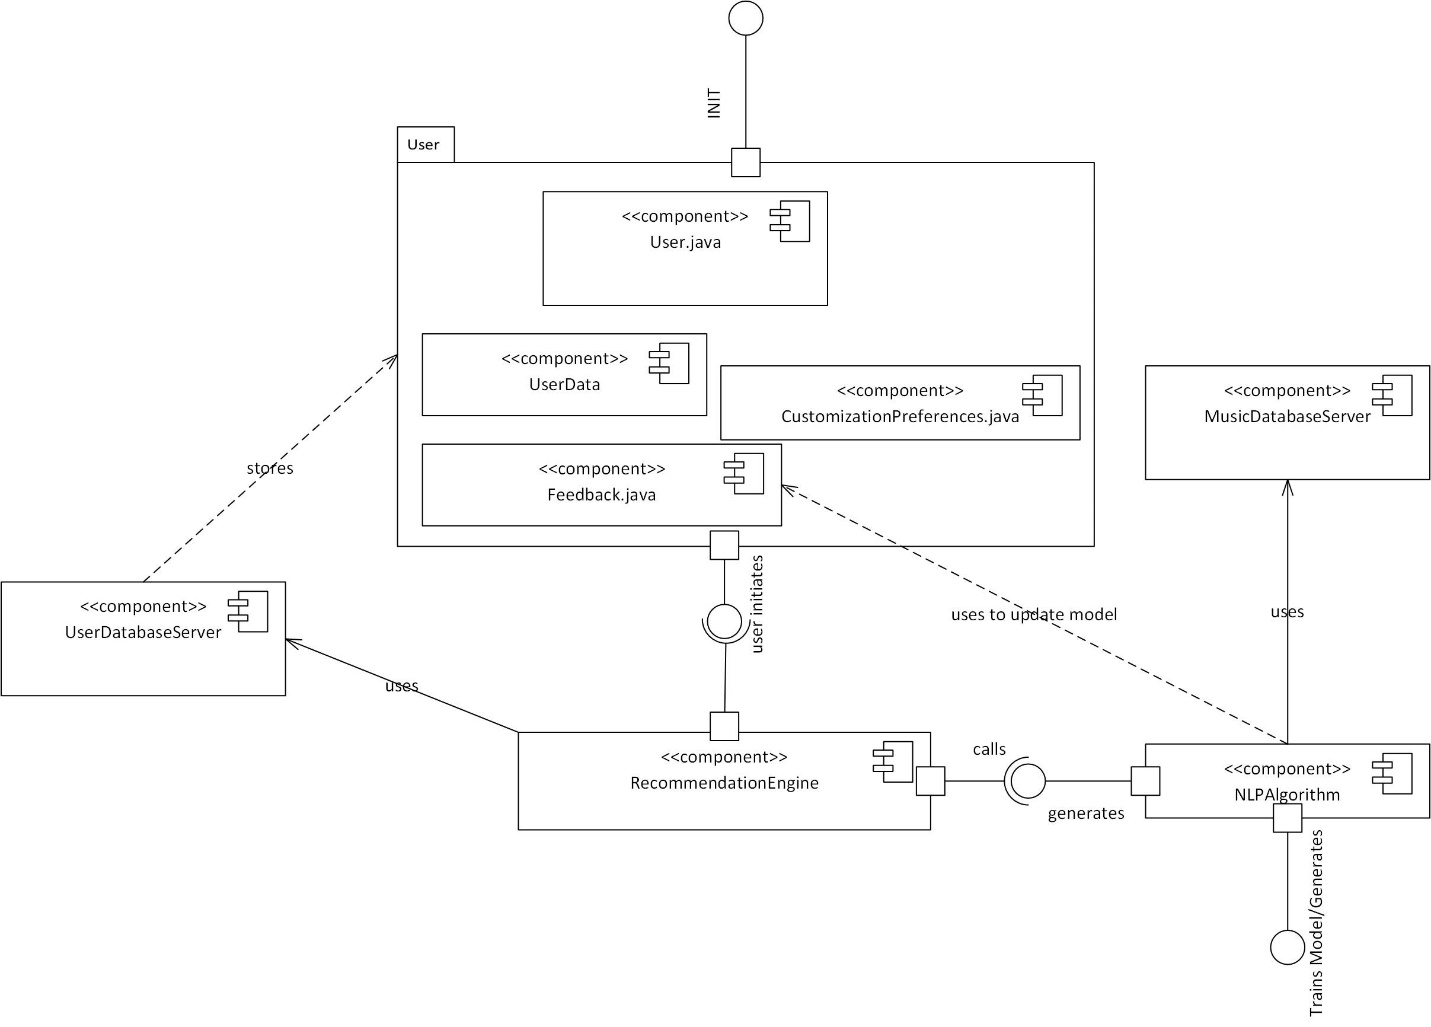 INIT
User
<<component>>
User.java
<<component>>
UserData
<<component>>
CustomizationPreferences.java
<<component>>
MusicDatabaseServer
<<component>>
Feedback.java
stores
user initiates
<<component>>
UserDatabaseServer
uses to update model
uses
uses
<<component>>
RecommendationEngine
calls
generates
<<component>>
NLPAlgorithm
Trains Model/Generates